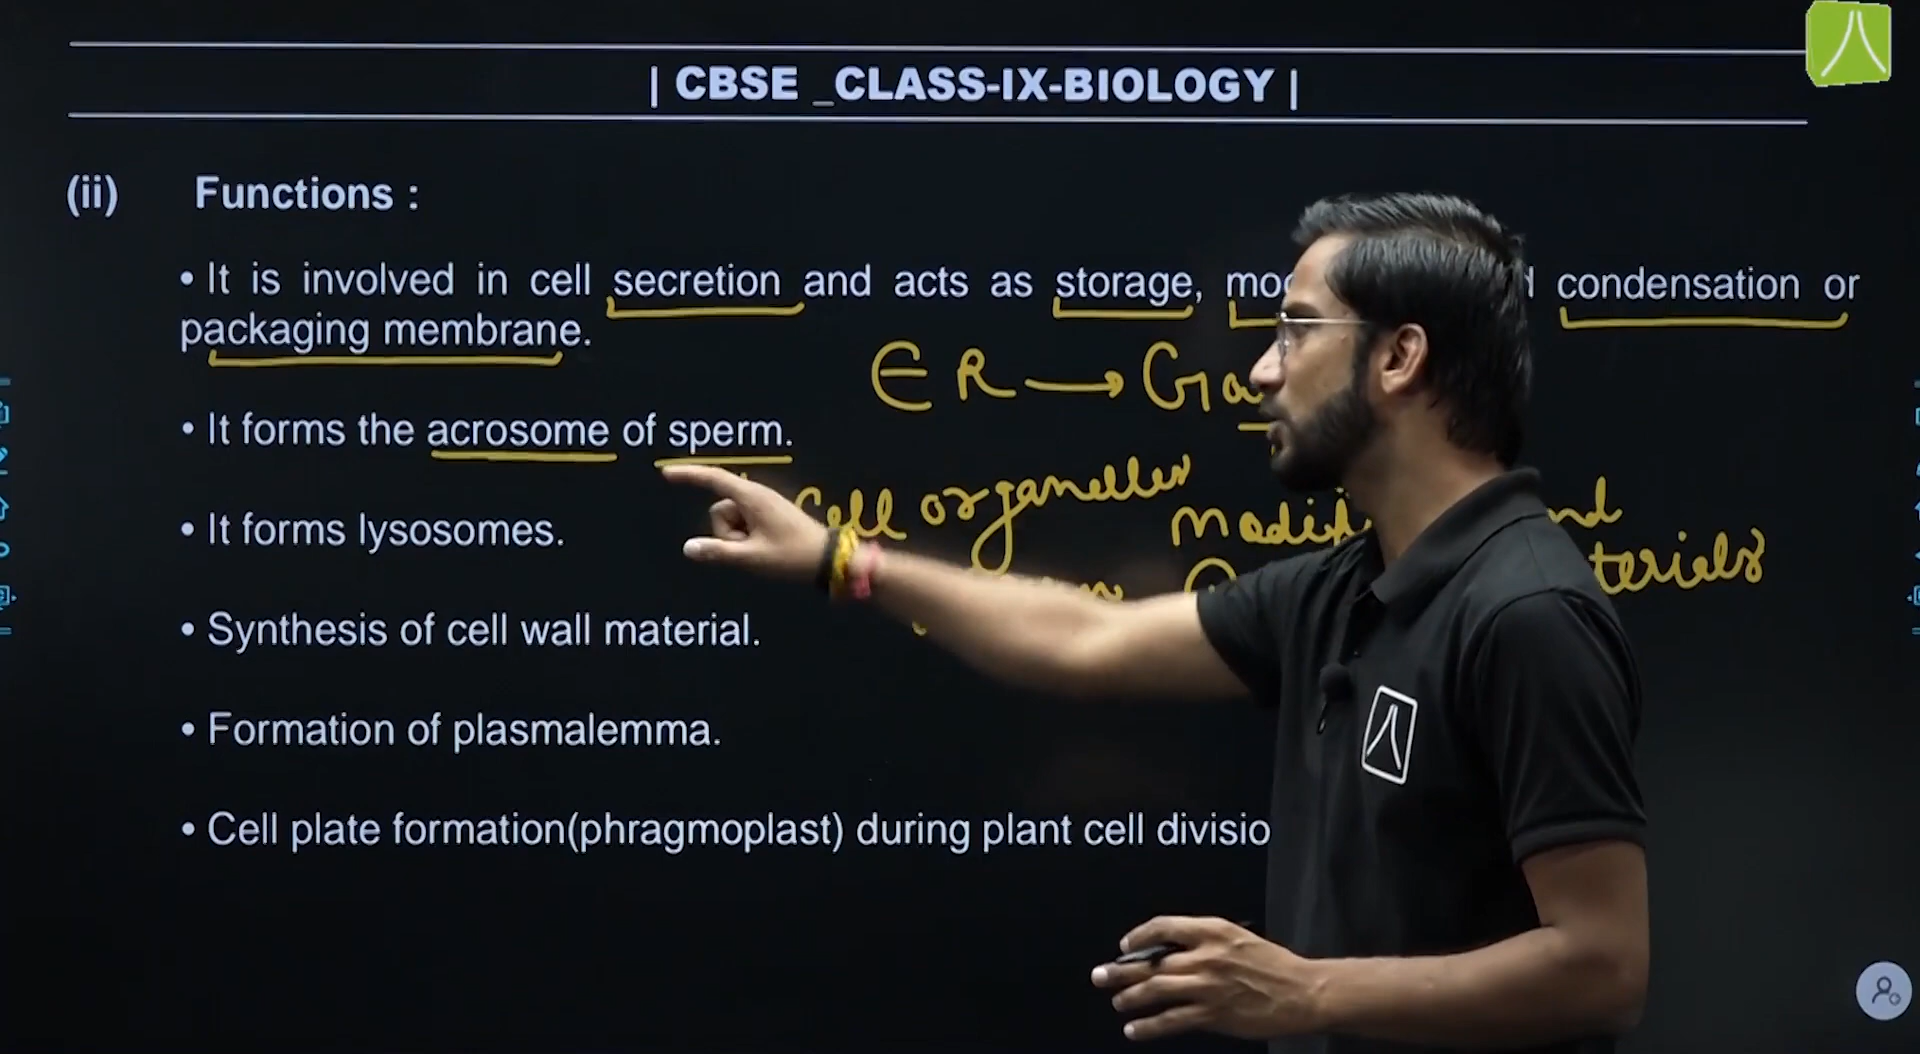 | CBSE _CLASS-IX-BIOLOGY |
(ii) Functions :
• It is involved in cell secretion and acts as storage, condensation or
packaging membrane.
ER → Go
• It forms the acrosome of sperm.
Cell organelles
• It forms lysosomes.
• Synthesis of cell wall material.
• Formation of plasmalemma.
• Cell plate formation(phragmoplast) during plant cell divisio